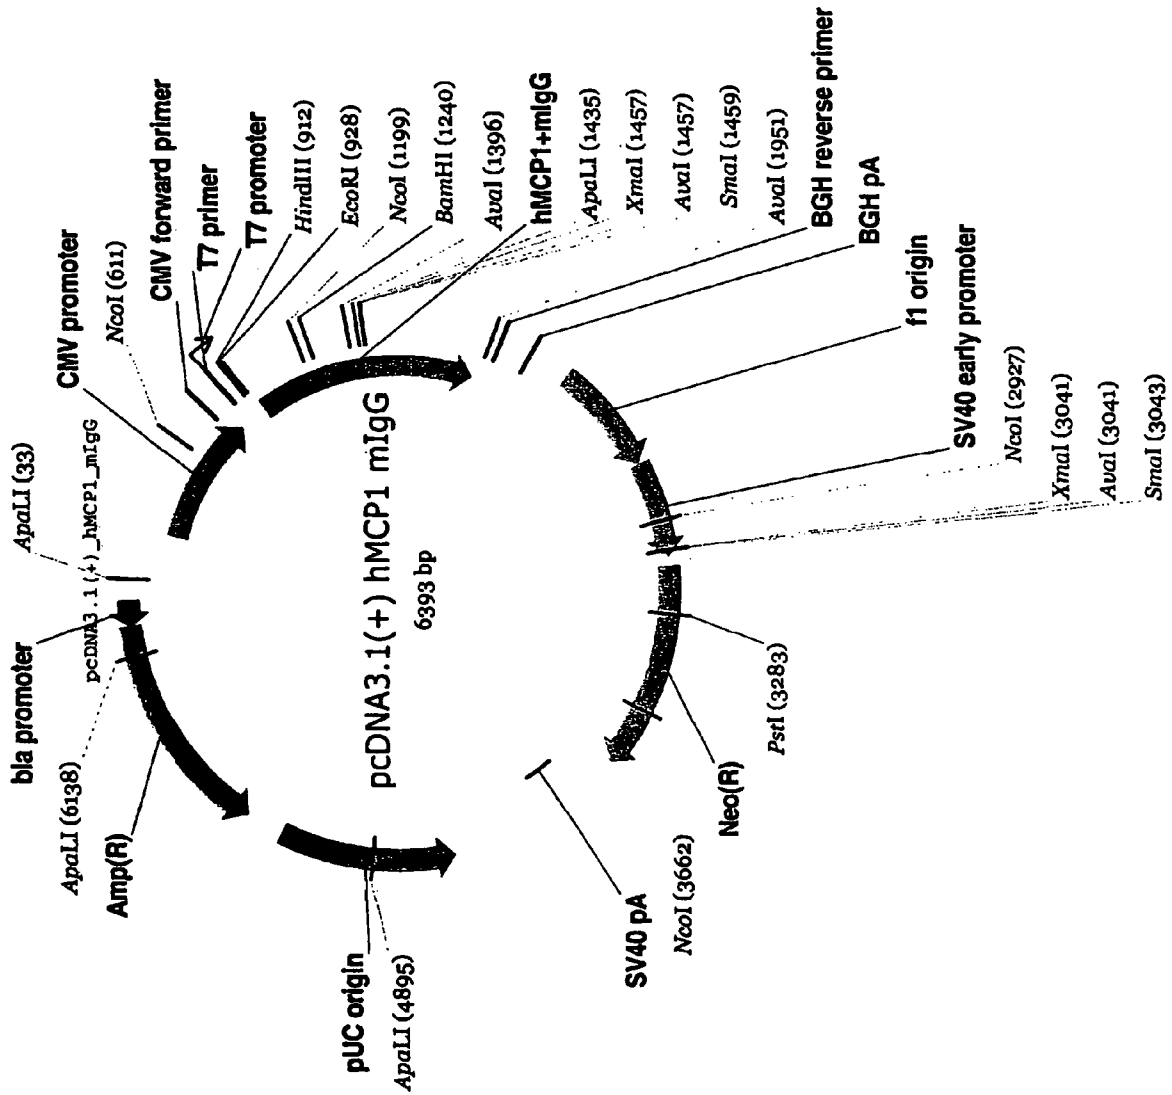 bla promoter
ApaLI (33)
pcDNA3.1(+)_hMCP1_mIgG
CMV promoter
NcoI (611)
CMV forward primer
T7 primer
T7 promoter
HindIII (912)
EcoRI (928)
NcoI (1199)
BamHI (1240)
AvaI (1396)
hMCP1+mIgG
ApaLI (1435)
XmaI (1457)
AvaI (1457)
SmaI (1459)
AvaI (1951)
BGH reverse primer
BGH pA
f1 origin
SV40 early promoter
NcoI (2927)
XmaI (3041)
AvaI (3041)
SmaI (3043)
PstI (3283)
Neo(R)
NcoI (3662)
SV40 pA
ApaLI (4895)
pUC origin
Amp(R)
ApaLI (6138)
pcDNA3.1(+) hMCP1 mIgG
6393 bp